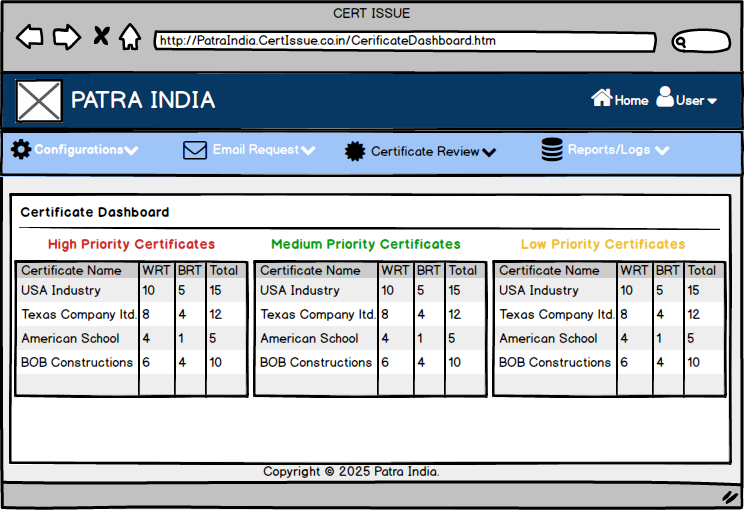 CERT ISSUE
http://PatraIndia.CertIssue.co.in/CerificateDashboard.htm
PATRA INDIA
Home User
Configurations Email Request Certificate Review Reports/Logs
Certificate Dashboard
High Priority Certificates Medium Priority Certificates Low Priority Certificates
Certificate Name WRT BRT Total Certificate Name WRT BRT Total Certificate Name WRT BRT Total
USA Industry 10 5 15 USA Industry 10 5 15 USA Industry 10 5 15
Texas Company ltd. 8 4 12 Texas Company ltd. 8 4 12 Texas Company ltd. 8 4 12
American School 4 1 5 American School 4 1 5 American School 4 1 5
BOB Constructions 6 4 10 BOB Constructions 6 4 10 BOB Constructions 6 4 10
Copyright © 2025 Patra India.